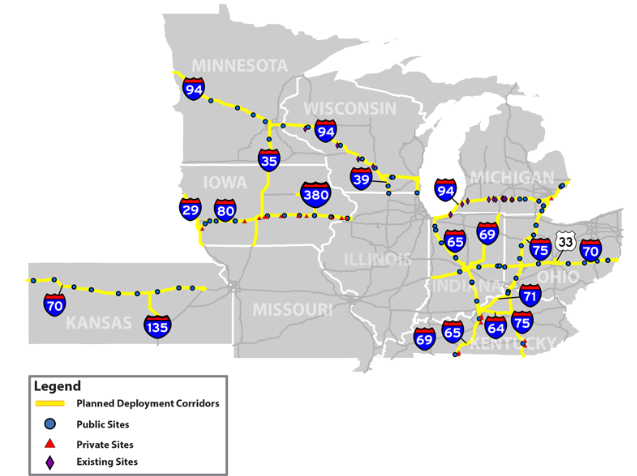 MINNESOTA
94
WISCONSIN
94
35
39
MICHIGAN
94
IOWA
380
29
80
69
65
75
33
70
ILLINOIS
INDIANA
OHIO
70
KANSAS
135
MISSOURI
71
69
65
64
75
KENTUCKY
Legend
Planned Deployment Corridors
Public Sites
Private Sites
Existing Sites